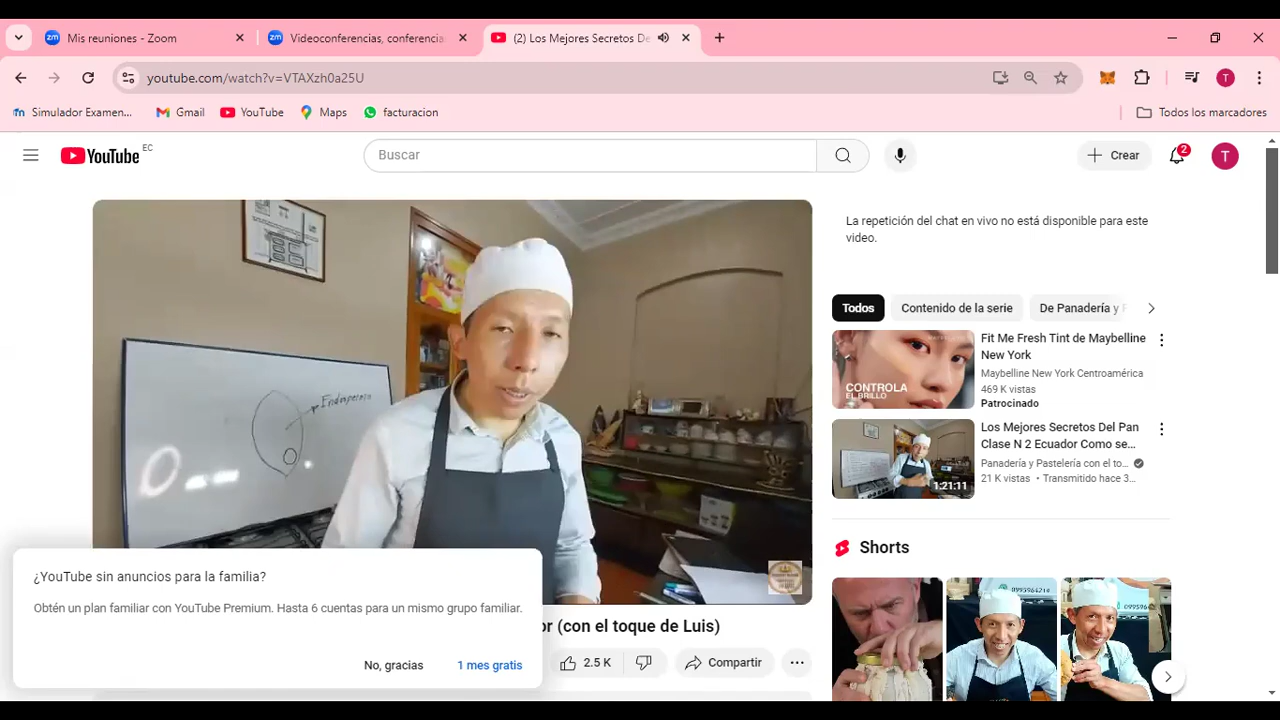 Mis reuniones - Zoom
Videoconferencias, conferencia
(2) Los Mejores Secretos De
youtube.com/watch?v=VTAXzh0a25U
Simulador Examen...
Gmail
YouTube
Maps
facturacion
Todos los marcadores
YouTube EC
Buscar
Crear
2
T
La repetición del chat en vivo no está disponible para este
video.
Todos
Contenido de la serie
De Panadería y
Endospermo
CONTROLA
EL BRILLO
Fit Me Fresh Tint de Maybelline
New York
Maybelline New York Centroamérica
469 K vistas
Patrocinado
1:21:11
Los Mejores Secretos Del Pan
Clase N 2 Ecuador Como se...
Panadería y Pastelería con el to...
21 K vistas • Transmitido hace 3...
Shorts
¿YouTube sin anuncios para la familia?
Obtén un plan familiar con YouTube Premium. Hasta 6 cuentas para un mismo grupo familiar.
No, gracias
1 mes gratis
or (con el toque de Luis)
2.5 K
Compartir